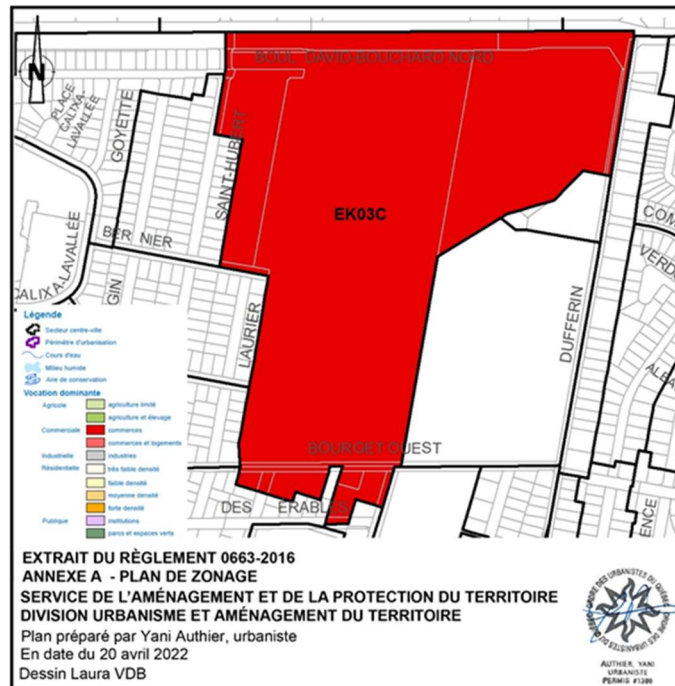 BOUL. DAVID-BOUCHARD NORD
N
PLACE
CALIXA-
LAVALLÉE
GOYETTE
SAINT-HUBERT
EK03C
BERNIER
CALIXA-LAVALLÉE
LAURIER
DUFFERIN
BOURGET OUEST
DES ÉRABLES
Légende
Secteur centre-ville
Périmètre d'urbanisation
Cours d'eau
Milieu humide
Aire de conservation
Vocation dominante
Agricole
agriculture limité
agriculture et élevage
Commerciale
commerces
commerces et logements
Industrielle
industries
Résidentielle
très faible densité
faible densité
moyenne densité
forte densité
Publique
institutions
parcs et espaces verts
EXTRAIT DU RÈGLEMENT 0663-2016
ANNEXE A - PLAN DE ZONAGE
SERVICE DE L'AMÉNAGEMENT ET DE LA PROTECTION DU TERRITOIRE
DIVISION URBANISME ET AMÉNAGEMENT DU TERRITOIRE
Plan préparé par Yani Authier, urbaniste
En date du 20 avril 2022
Dessin Laura VDB
AUTHIER, YANI
URBANISTE
PERMIS #1300